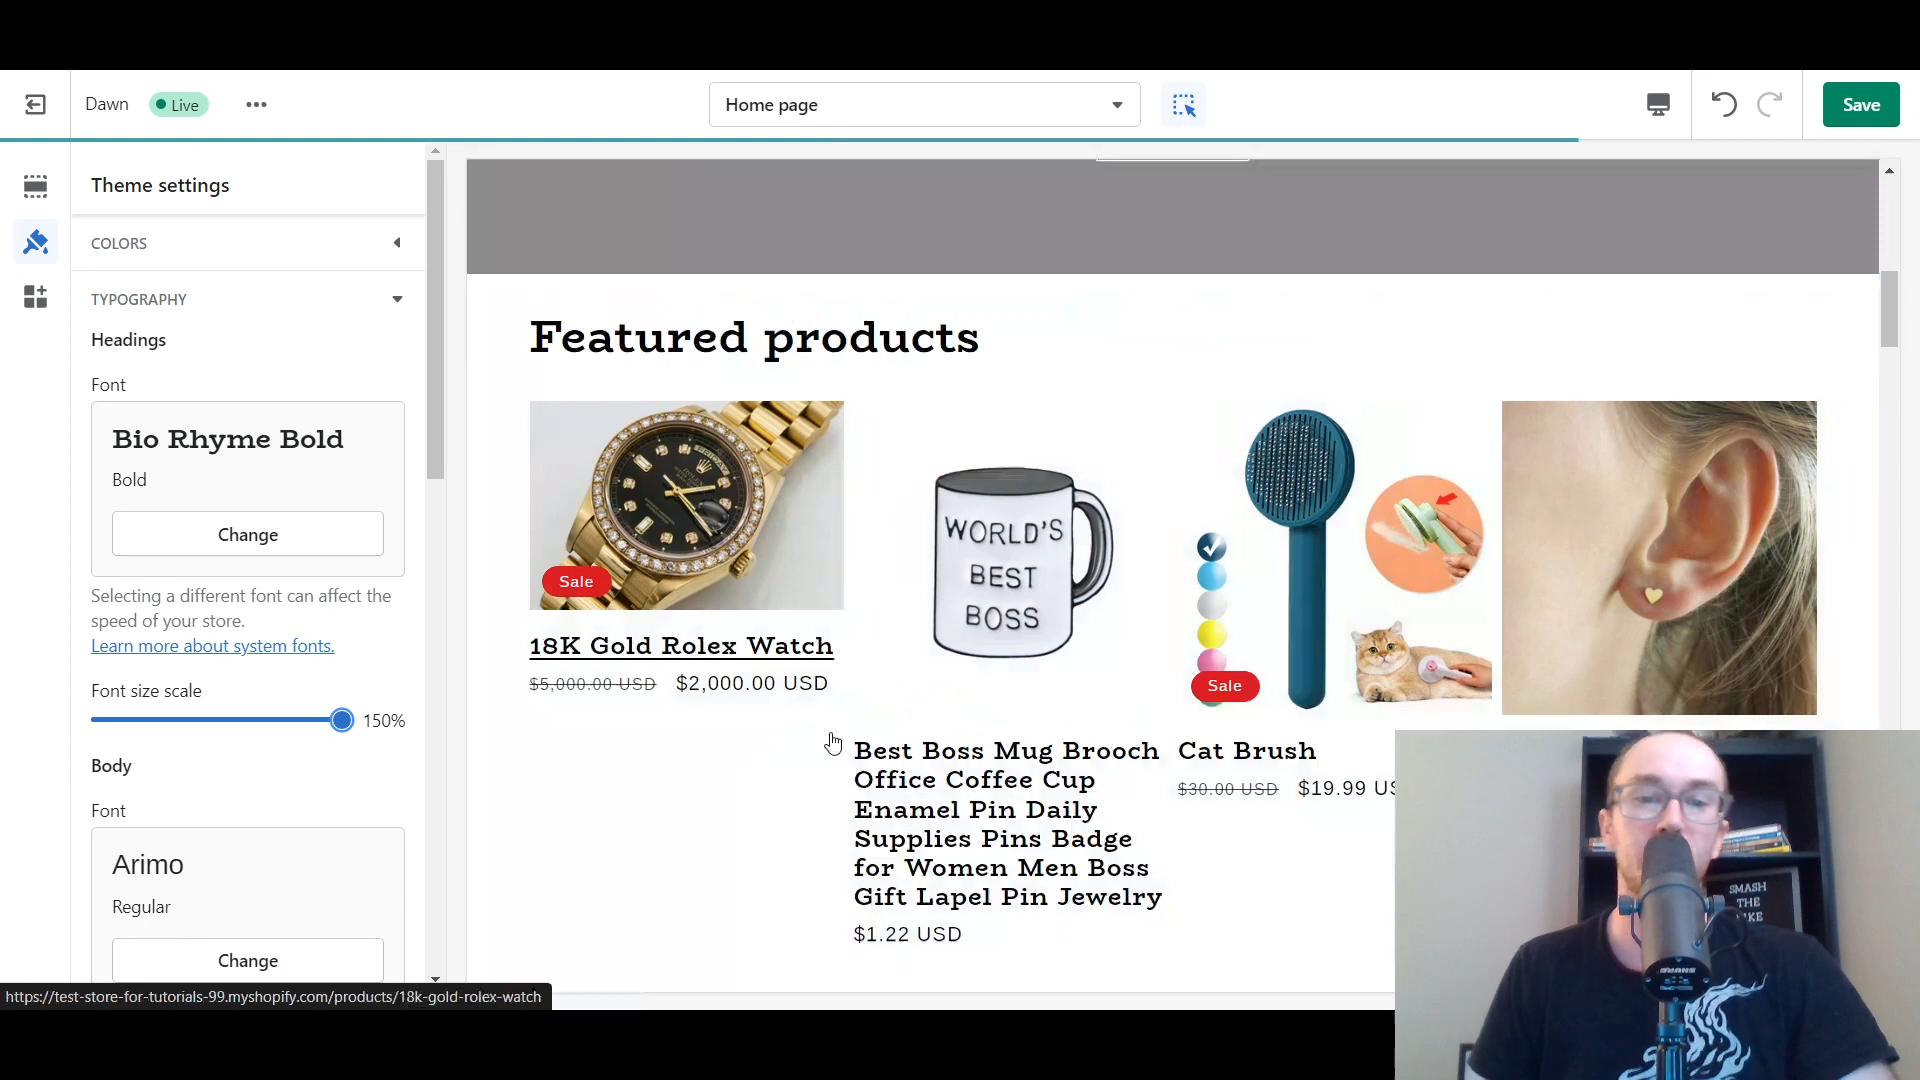 Dawn
Live
Home page
Save
Theme settings
COLORS
TYPOGRAPHY
Headings
Font
Bio Rhyme Bold
Bold
Change
Selecting a different font can affect the
speed of your store.
Learn more about system fonts.
Font size scale
150%
Body
Font
Arimo
Regular
Change
https://test-store-for-tutorials-99.myshopify.com/products/18k-gold-rolex-watch
Featured products
Sale
18K Gold Rolex Watch
$5,000.00 USD $2,000.00 USD
WORLD'S
BEST
BOSS
Best Boss Mug Brooch
Office Coffee Cup
Enamel Pin Daily
Supplies Pins Badge
for Women Men Boss
Gift Lapel Pin Jewelry
$1.22 USD
Sale
Cat Brush
$30.00 USD $19.99 US
SMASH
THE